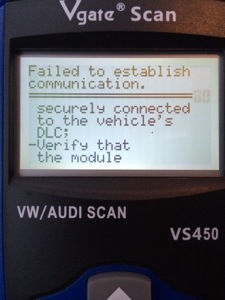 Vgate® Scan
Failed to establish
communication.
securely connected
to the vehicle's
DLC;
-Verify that
the module
VW/AUDI SCAN
VS450